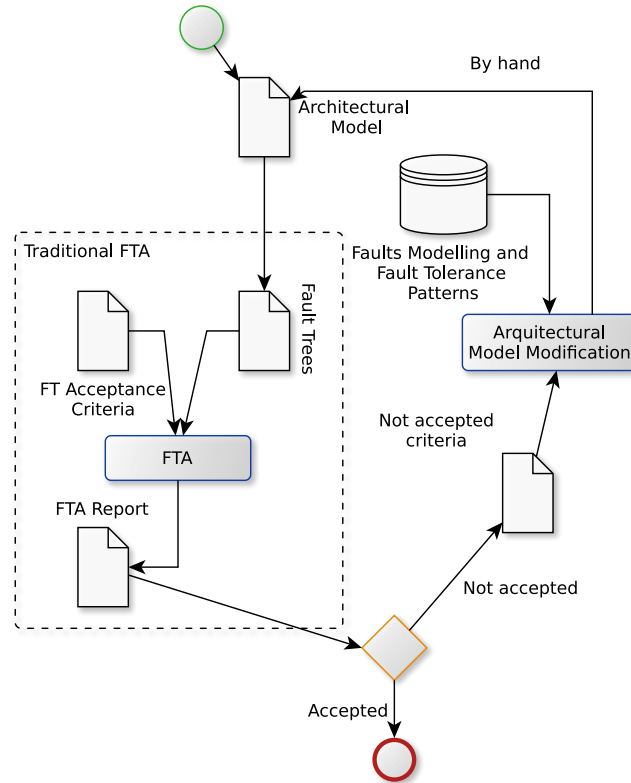 By hand
Architectural
Model
Traditional FTA
Faults Modelling and
Fault Tolerance
Patterns
Fault Trees
Arquitectural
Model Modification
FT Acceptance
Criteria
Not accepted
criteria
FTA
FTA Report
Not accepted
Accepted